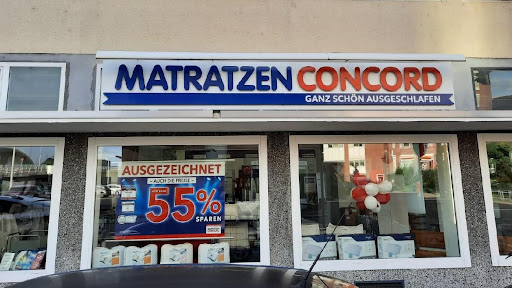 MATRATZEN CONCORD
GANZ SCHÖN AUSGESCHLAFEN
AUSGEZEICHNET
– AUCH DIE PREISE –
55%
SPAREN